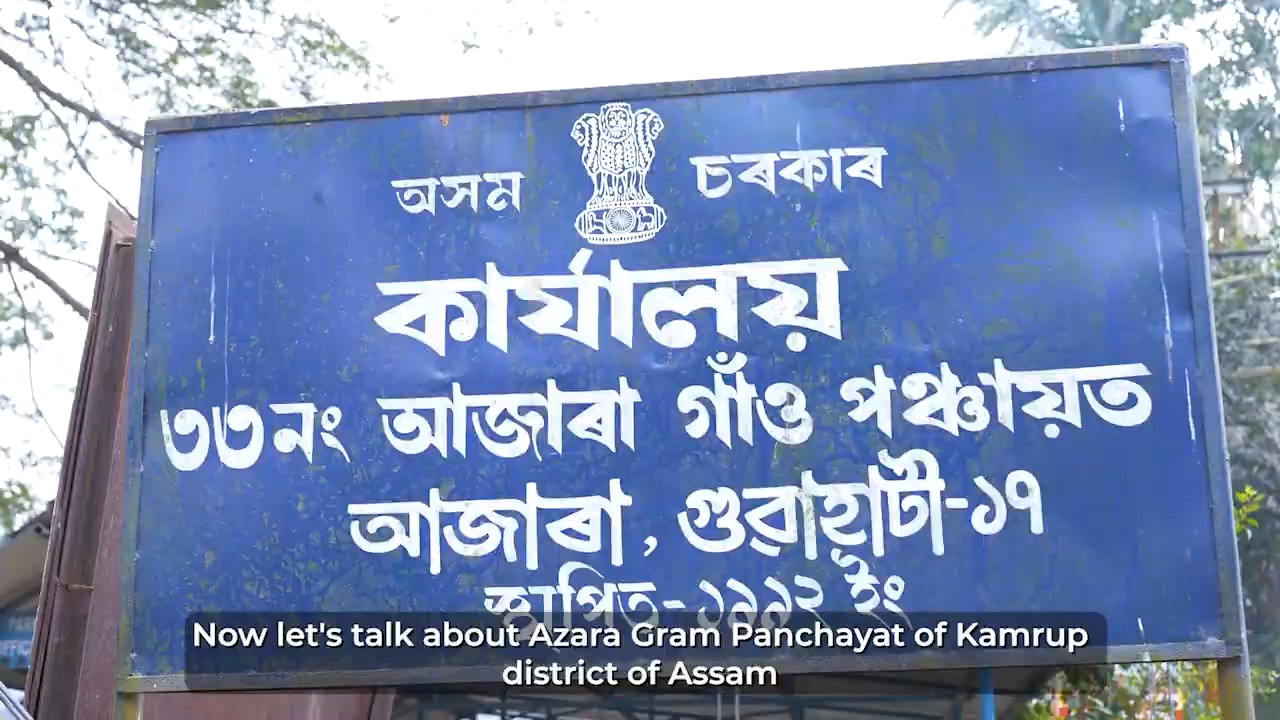 অসম চৰকাৰ
কাৰ্যালয়
৩৩নং আজাৰা গাঁও পঞ্চায়ত
আজাৰা, গুৱাহাটী-১৭
স্থাপিত-১৯৯২ ইং
Now let's talk about Azara Gram Panchayat of Kamrup
district of Assam